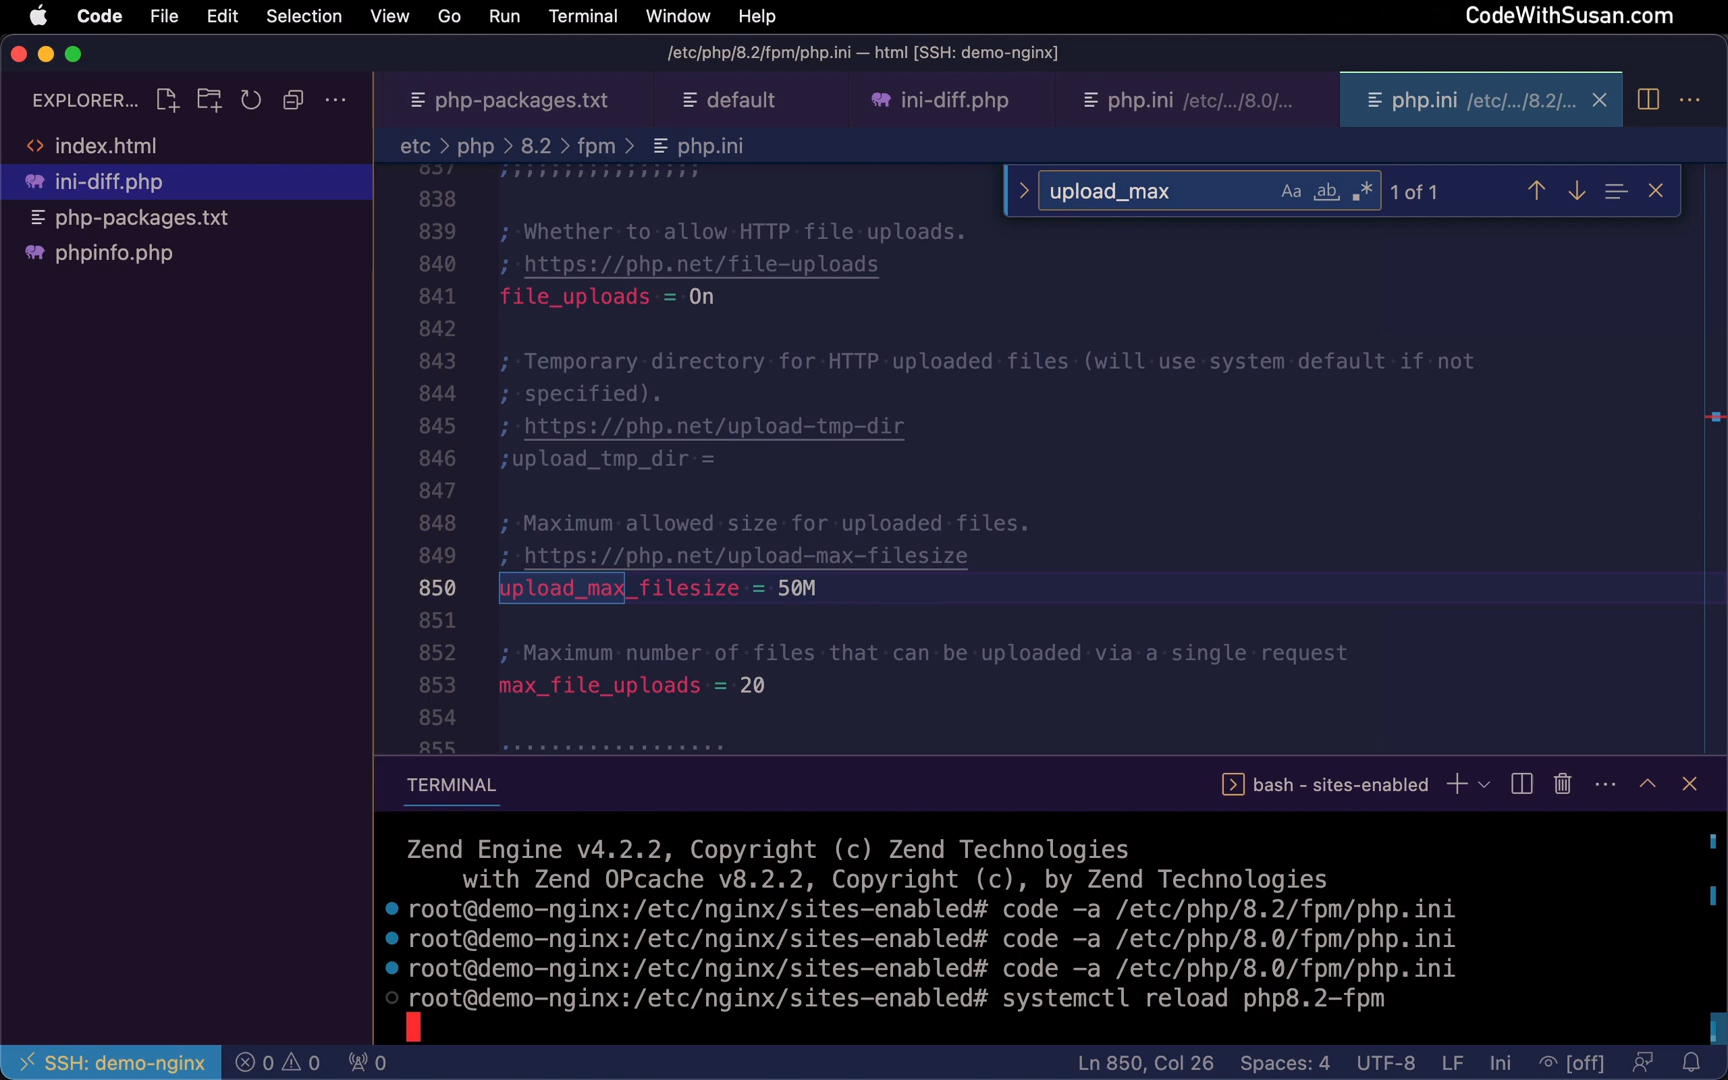 Code File Edit Selection View Go Run Terminal Window Help CodeWithSusan.com
/etc/php/8.2/fpm/php.ini — html [SSH: demo-nginx]
EXPLORER...
php-packages.txt default ini-diff.php php.ini /etc/.../8.0/... php.ini /etc/.../8.2/...
index.html
ini-diff.php
php-packages.txt
phpinfo.php
etc > php > 8.2 > fpm > php.ini
upload_max Aa ab 1 of 1
837 ;;;;;;;;;;;;;;;;
838
839 ; Whether to allow HTTP file uploads.
840 ; https://php.net/file-uploads
841 file_uploads = On
842
843 ; Temporary directory for HTTP uploaded files (will use system default if not
844 ; specified).
845 ; https://php.net/upload-tmp-dir
846 ;upload_tmp_dir =
847
848 ; Maximum allowed size for uploaded files.
849 ; https://php.net/upload-max-filesize
850 upload_max_filesize = 50M
851
852 ; Maximum number of files that can be uploaded via a single request
853 max_file_uploads = 20
854
855
TERMINAL bash - sites-enabled
Zend Engine v4.2.2, Copyright (c) Zend Technologies
with Zend OPcache v8.2.2, Copyright (c), by Zend Technologies
root@demo-nginx:/etc/nginx/sites-enabled# code -a /etc/php/8.2/fpm/php.ini
root@demo-nginx:/etc/nginx/sites-enabled# code -a /etc/php/8.0/fpm/php.ini
root@demo-nginx:/etc/nginx/sites-enabled# code -a /etc/php/8.0/fpm/php.ini
root@demo-nginx:/etc/nginx/sites-enabled# systemctl reload php8.2-fpm
SSH: demo-nginx 0 0 0 Ln 850, Col 26 Spaces: 4 UTF-8 LF Ini [off]